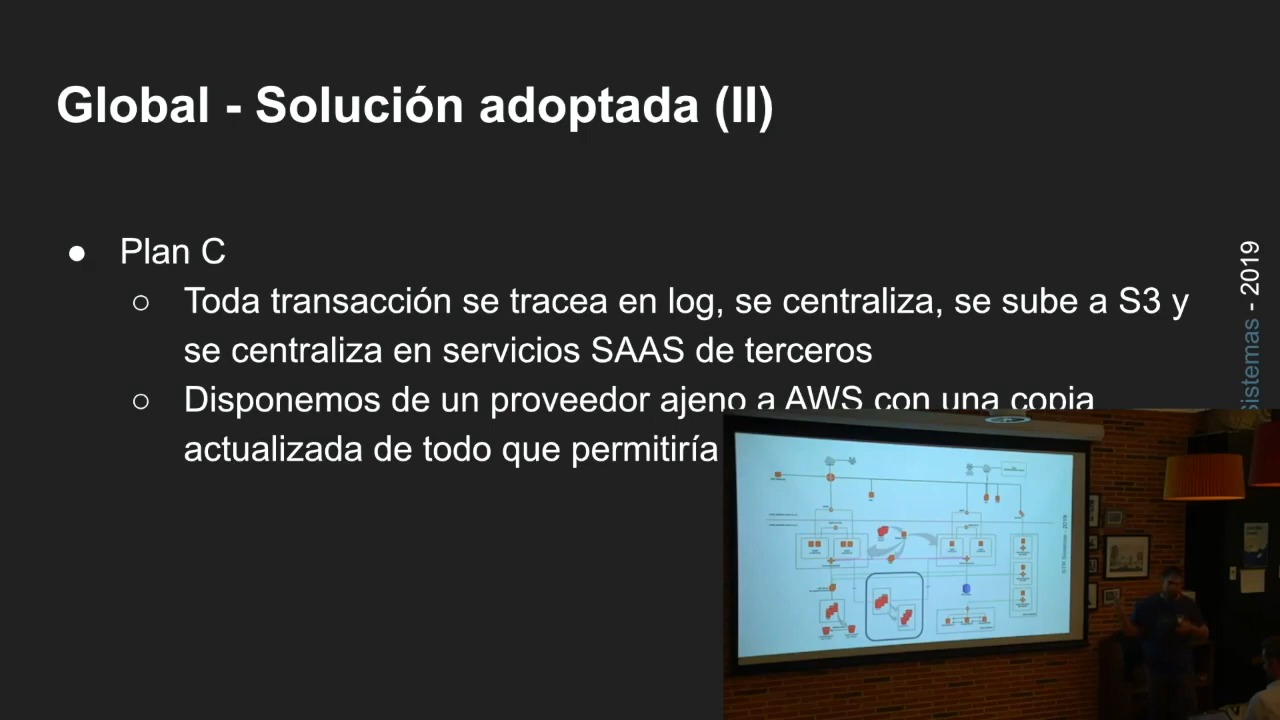 Global - Solución adoptada (II)
● Plan C
○ Toda transacción se tracea en log, se centraliza, se sube a S3 y
se centraliza en servicios SAAS de terceros
○ Disponemos de un proveedor ajeno a AWS con una copia
actualizada de todo que permitiría
sistemas - 2019